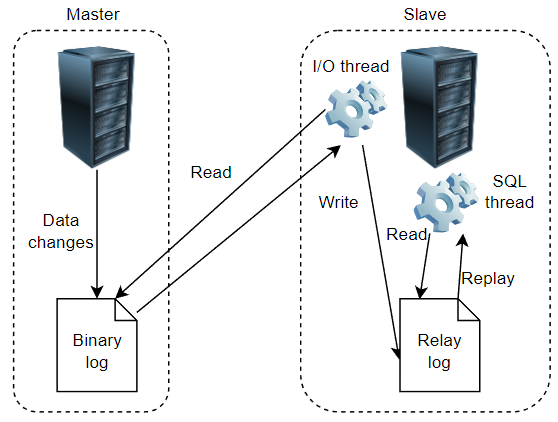 Master
Slave
I/O thread
Read
Write
SQL
thread
Data
changes
Read
Replay
Binary
log
Relay
log